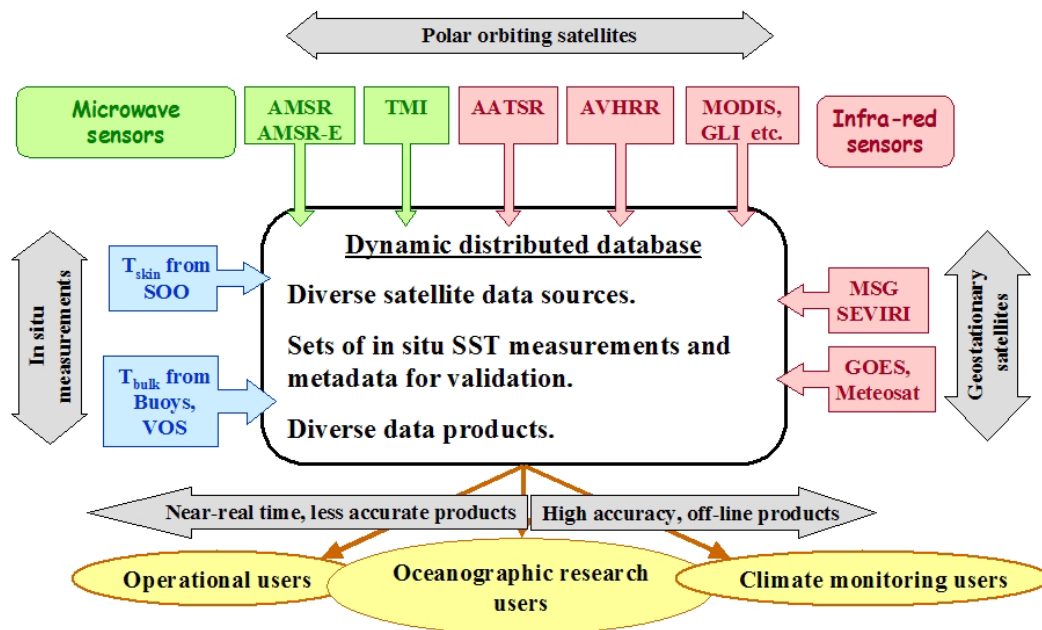 Polar orbiting satellites
Microwave
sensors
AMSR
AMSR-E
TMI
AATSR
AVHRR
MODIS,
GLI etc.
Infra-red
sensors
In situ
measurements
T_skin from
SOO
T_bulk from
Buoys,
VOS
Dynamic distributed database
Diverse satellite data sources.
Sets of in situ SST measurements and
metadata for validation.
Diverse data products.
MSG
SEVIRI
GOES,
Meteosat
Geostationary
satellites
Near-real time, less accurate products
High accuracy, off-line products
Operational users
Oceanographic research
users
Climate monitoring users